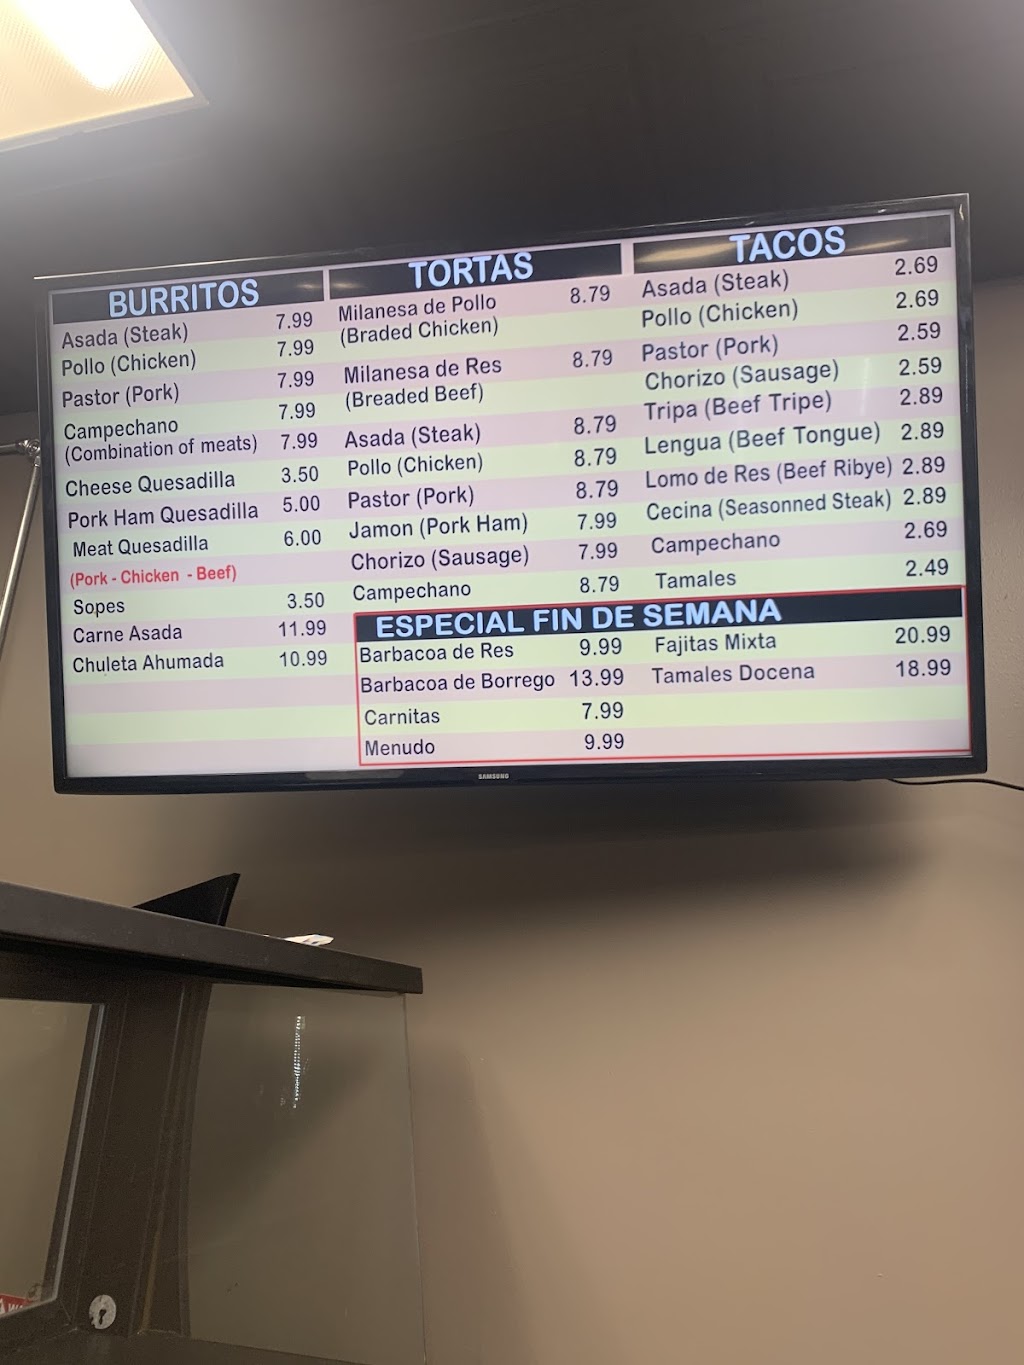 BURRITOS
Asada (Steak) 7.99
Pollo (Chicken) 7.99
Pastor (Pork) 7.99
Campechano 7.99
(Combination of meats) 7.99
Cheese Quesadilla 3.50
Pork Ham Quesadilla 5.00
Meat Quesadilla 6.00
(Pork - Chicken - Beef)
Sopes 3.50
Carne Asada 11.99
Chuleta Ahumada 10.99
TORTAS
Milanesa de Pollo 8.79
(Braded Chicken)
Milanesa de Res 8.79
(Breaded Beef)
Asada (Steak) 8.79
Pollo (Chicken) 8.79
Pastor (Pork) 8.79
Jamon (Pork Ham) 7.99
Chorizo (Sausage) 7.99
Campechano 8.79
TACOS
Asada (Steak) 2.69
Pollo (Chicken) 2.69
Pastor (Pork) 2.59
Chorizo (Sausage) 2.59
Tripa (Beef Tripe) 2.89
Lengua (Beef Tongue) 2.89
Lomo de Res (Beef Ribye) 2.89
Cecina (Seasonned Steak) 2.89
Campechano 2.69
Tamales 2.49
ESPECIAL FIN DE SEMANA
Barbacoa de Res 9.99
Barbacoa de Borrego 13.99
Carnitas 7.99
Menudo 9.99
Fajitas Mixta 20.99
Tamales Docena 18.99
SAMSUNG